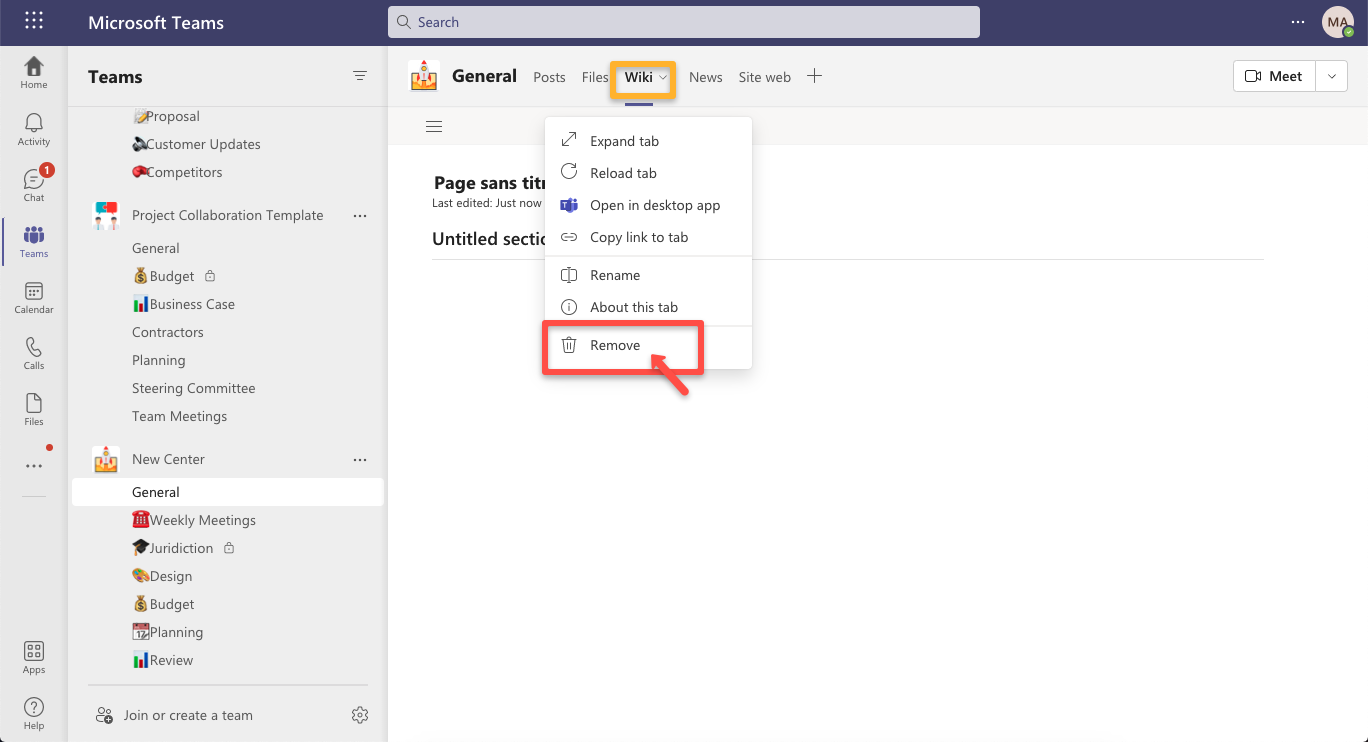 Microsoft Teams
Search
MA
Home
Activity
1
Chat
Teams
Calendar
Calls
Files
Apps
Help
Teams
Proposal
Customer Updates
Competitors
Project Collaboration Template
General
Budget
Business Case
Contractors
Planning
Steering Committee
Team Meetings
New Center
General
Weekly Meetings
Juridiction
Design
Budget
Planning
Review
Join or create a team
General Posts Files Wiki News Site web
Meet
Page sans titr
Last edited: Just now
Untitled sectio
Expand tab
Reload tab
Open in desktop app
Copy link to tab
Rename
About this tab
Remove